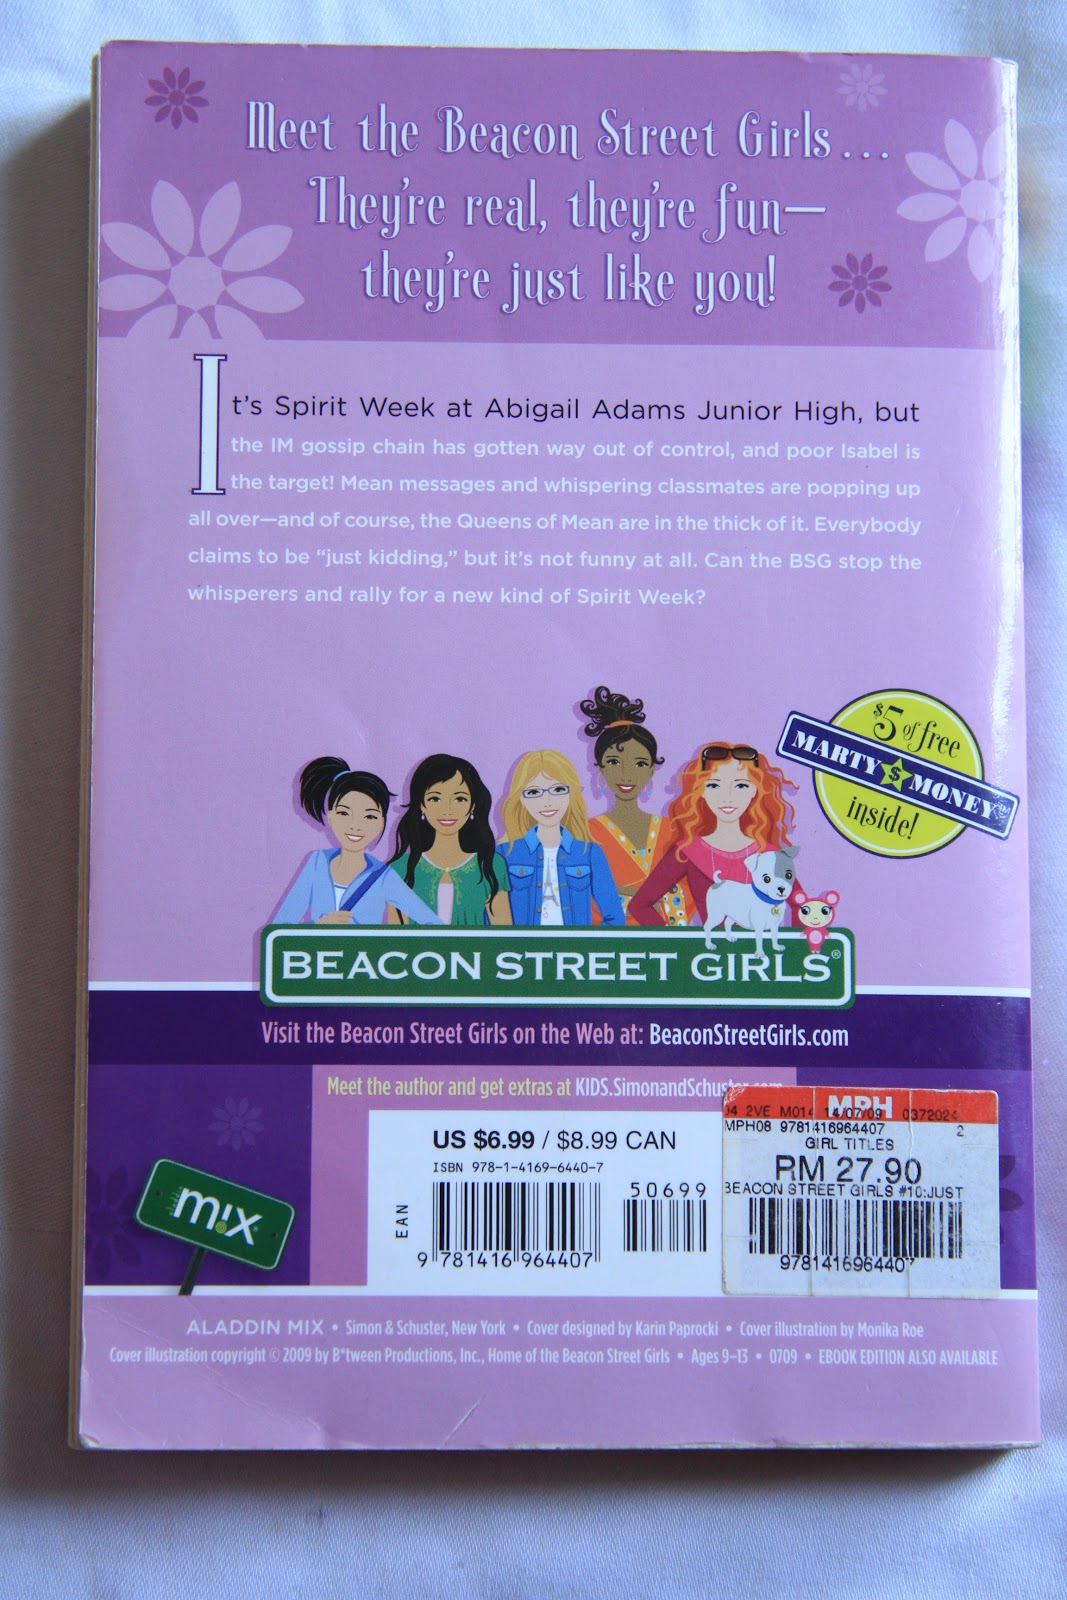 Meet the Beacon Street Girls...
They're real, they're fun—
they're just like you!
It's Spirit Week at Abigail Adams Junior High, but
the IM gossip chain has gotten way out of control, and poor Isabel is
the target! Mean messages and whispering classmates are popping up
all over—and of course, the Queens of Mean are in the thick of it. Everybody
claims to be “just kidding,” but it's not funny at all. Can the BSG stop the
whisperers and rally for a new kind of Spirit Week?
$5 of free
MARTY $ MONEY™
inside!
BEACON STREET GIRLS®
Visit the Beacon Street Girls on the Web at: BeaconStreetGirls.com
Meet the author and get extras at KIDS.SimonandSchuster.com
m!x
US $6.99 / $8.99 CAN
ISBN 978-1-4169-6440-7
50699
EAN
9 781416 964407
MPH
04 2VE M014 14/07/09 0372024
MPH08 9781416964407 2
GIRL TITLES
RM 27.90
BEACON STREET GIRLS #10:JUST
9781416964407
ALADDIN MIX • Simon & Schuster, New York • Cover designed by Karin Paprocki • Cover illustration by Monika Roe
Cover illustration copyright © 2009 by B*tween Productions, Inc., Home of the Beacon Street Girls • Ages 9–13 • 0709 • EBOOK EDITION ALSO AVAILABLE